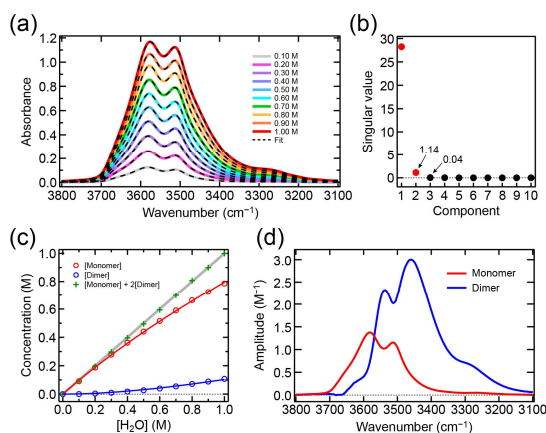 (a)
1.2
1.0
0.8
0.6
0.4
0.2
0.0
Absorbance
0.10 M
0.20 M
0.30 M
0.40 M
0.50 M
0.60 M
0.70 M
0.80 M
0.90 M
1.00 M
Fit
3800 3700 3600 3500 3400 3300 3200 3100
Wavenumber (cm⁻¹)
(b)
30
25
20
15
10
5
0
Singular value
1.14
0.04
1 2 3 4 5 6 7 8 9 10
Component
(c)
1.0
0.8
0.6
0.4
0.2
0.0
Concentration (M)
[Monomer]
[Dimer]
[Monomer] + 2[Dimer]
0.0 0.2 0.4 0.6 0.8 1.0
[H₂O] (M)
(d)
3.0
2.0
1.0
0.0
Amplitude (M⁻¹)
Monomer
Dimer
3800 3700 3600 3500 3400 3300 3200 3100
Wavenumber (cm⁻¹)